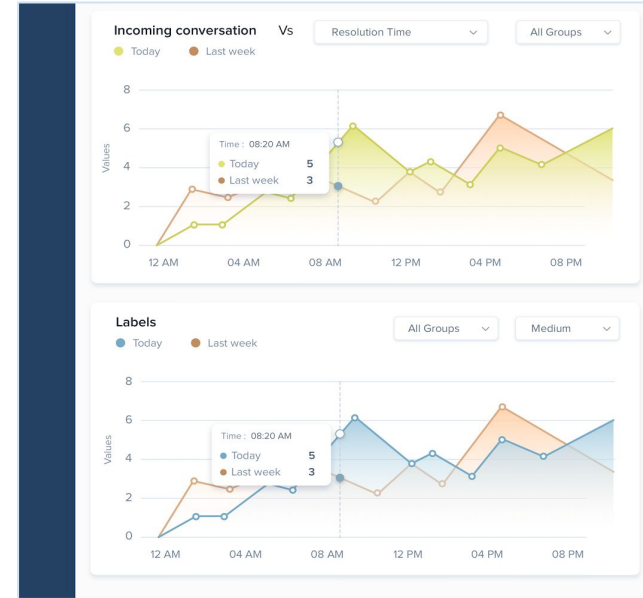 Incoming conversation Vs Resolution Time All Groups
Today Last week
8
6
Time : 08:20 AM
Today 5
Last week 3
4
2
0
Values
12 AM 04 AM 08 AM 12 PM 04 PM 08 PM
Labels
All Groups Medium
Today Last week
8
6
Time : 08:20 AM
Today 5
Last week 3
4
2
0
Values
12 AM 04 AM 08 AM 12 PM 04 PM 08 PM